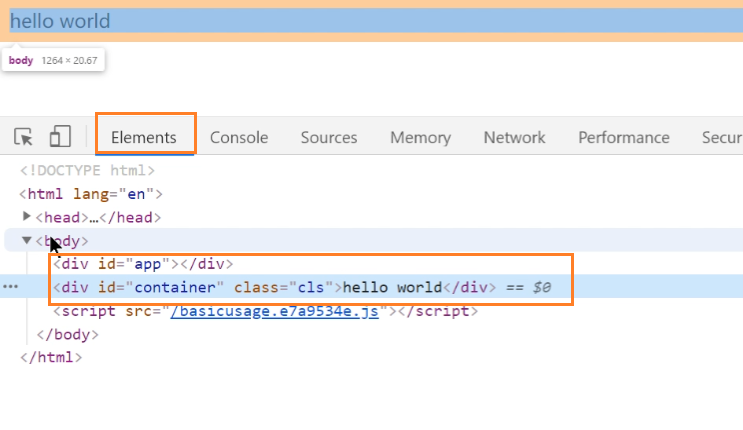 hello world
body 1264 × 20.67
Elements Console Sources Memory Network Performance Secur
<!DOCTYPE html>
<html lang="en">
<head>…</head>
<body>
<div id="app"></div>
<div id="container" class="cls">hello world</div> == $0
<script src="/basicusage.e7a9534e.js"></script>
</body>
</html>